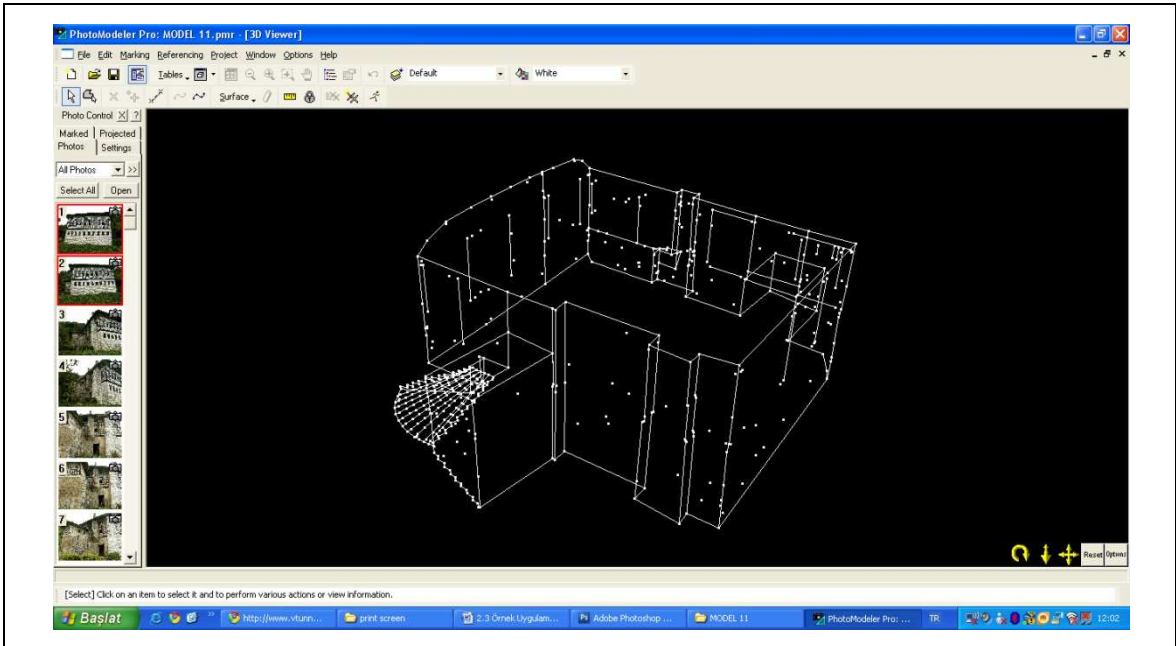 PhotoModeler Pro: MODEL 11.pmr - [3D Viewer]
File Edit Marking Referencing Project Window Options Help
Tables Default White
Surface
Photo Control X ?
Marked Projected
Photos Settings
All Photos >>
Select All Open
1
2
3
4
5
6
7
Reset Options
[Select] Click on an item to select it and to perform various actions or view information.
Başlat http://www.vtunn... print screen 2.3 Örnek Uygulam... Adobe Photoshop ... MODEL 11 PhotoModeler Pro: ... TR 12:02